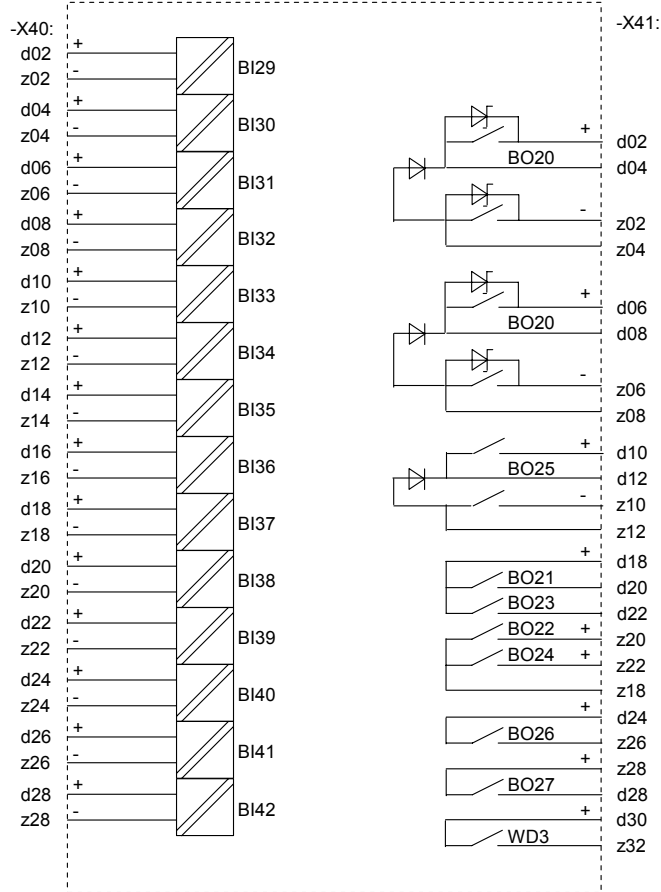 -X40:
d02 +
z02 -
BI29
d04 +
z04 -
BI30
d06 +
z06 -
BI31
d08 +
z08 -
BI32
d10 +
z10 -
BI33
d12 +
z12 -
BI34
d14 +
z14 -
BI35
d16 +
z16 -
BI36
d18 +
z18 -
BI37
d20 +
z20 -
BI38
d22 +
z22 -
BI39
d24 +
z24 -
BI40
d26 +
z26 -
BI41
d28 +
z28 -
BI42
-X41:
+ d02
BO20 d04
- z02
z04
+ d06
BO20 d08
- z06
z08
+ d10
BO25 d12
- z10
z12
+ d18
BO21 d20
BO23 d22
BO22 + z20
BO24 + z22
z18
+ d24
BO26 z26
+ z28
BO27 d28
+ d30
WD3 z32